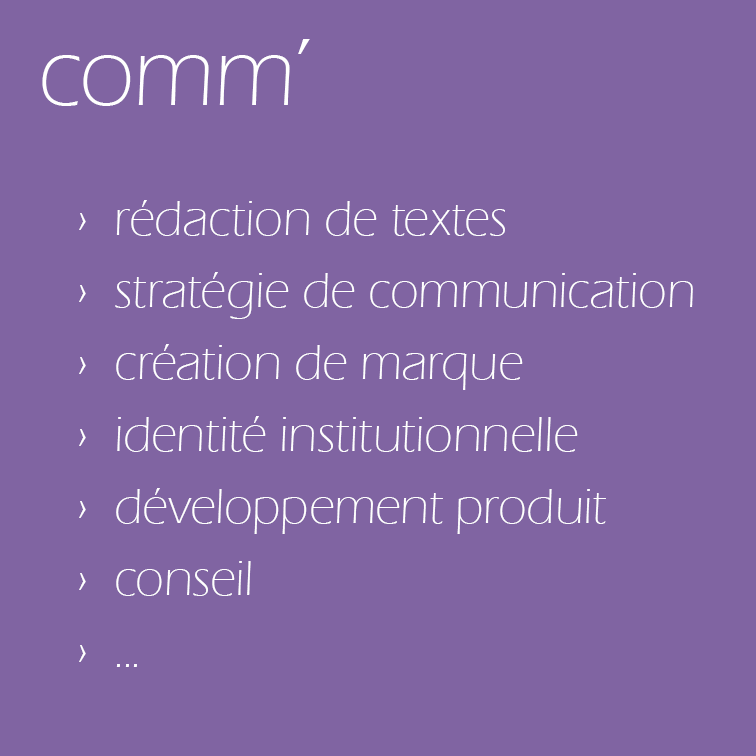 comm’
› rédaction de textes
› stratégie de communication
› création de marque
› identité institutionnelle
› développement produit
› conseil
› ...